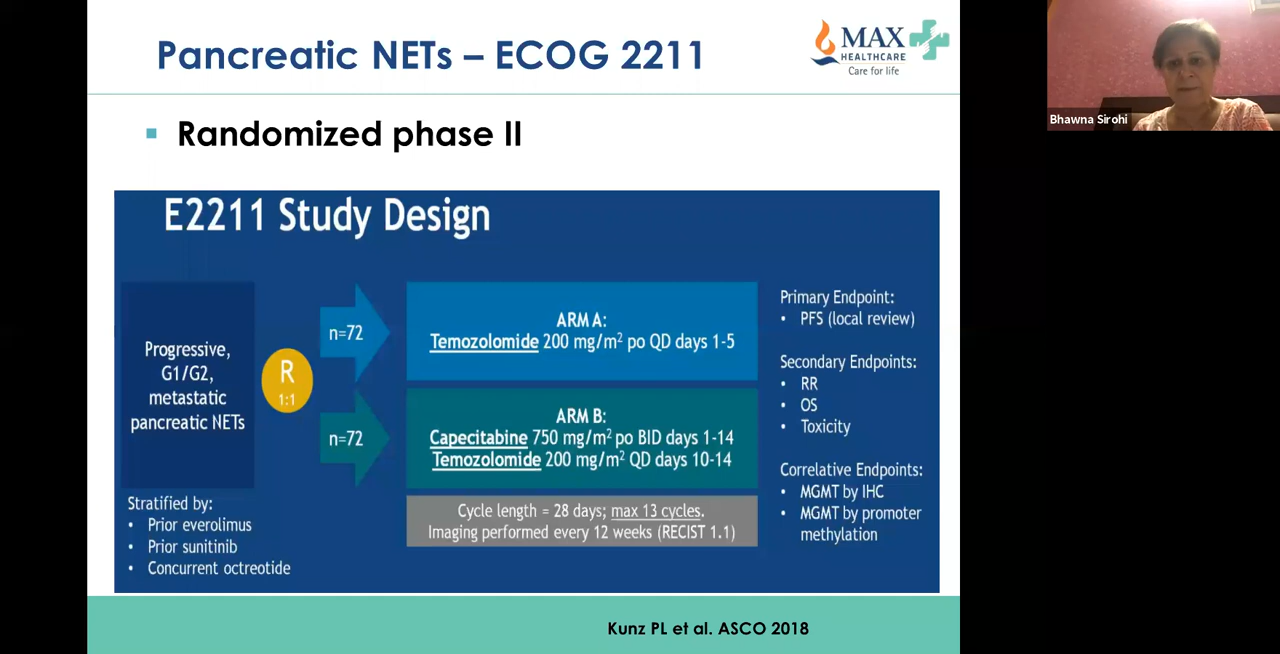 Pancreatic NETs – ECOG 2211
MAX
HEALTHCARE
Care for life
Bhawna Sirohi
▪ Randomized phase II
E2211 Study Design
Progressive,
G1/G2,
metastatic
pancreatic NETs
R
1:1
n=72
n=72
ARM A:
Temozolomide 200 mg/m² po QD days 1-5
ARM B:
Capecitabine 750 mg/m² po BID days 1-14
Temozolomide 200 mg/m² QD days 10-14
Cycle length = 28 days; max 13 cycles.
Imaging performed every 12 weeks (RECIST 1.1)
Stratified by:
• Prior everolimus
• Prior sunitinib
• Concurrent octreotide
Primary Endpoint:
• PFS (local review)
Secondary Endpoints:
• RR
• OS
• Toxicity
Correlative Endpoints:
• MGMT by IHC
• MGMT by promoter
methylation
Kunz PL et al. ASCO 2018